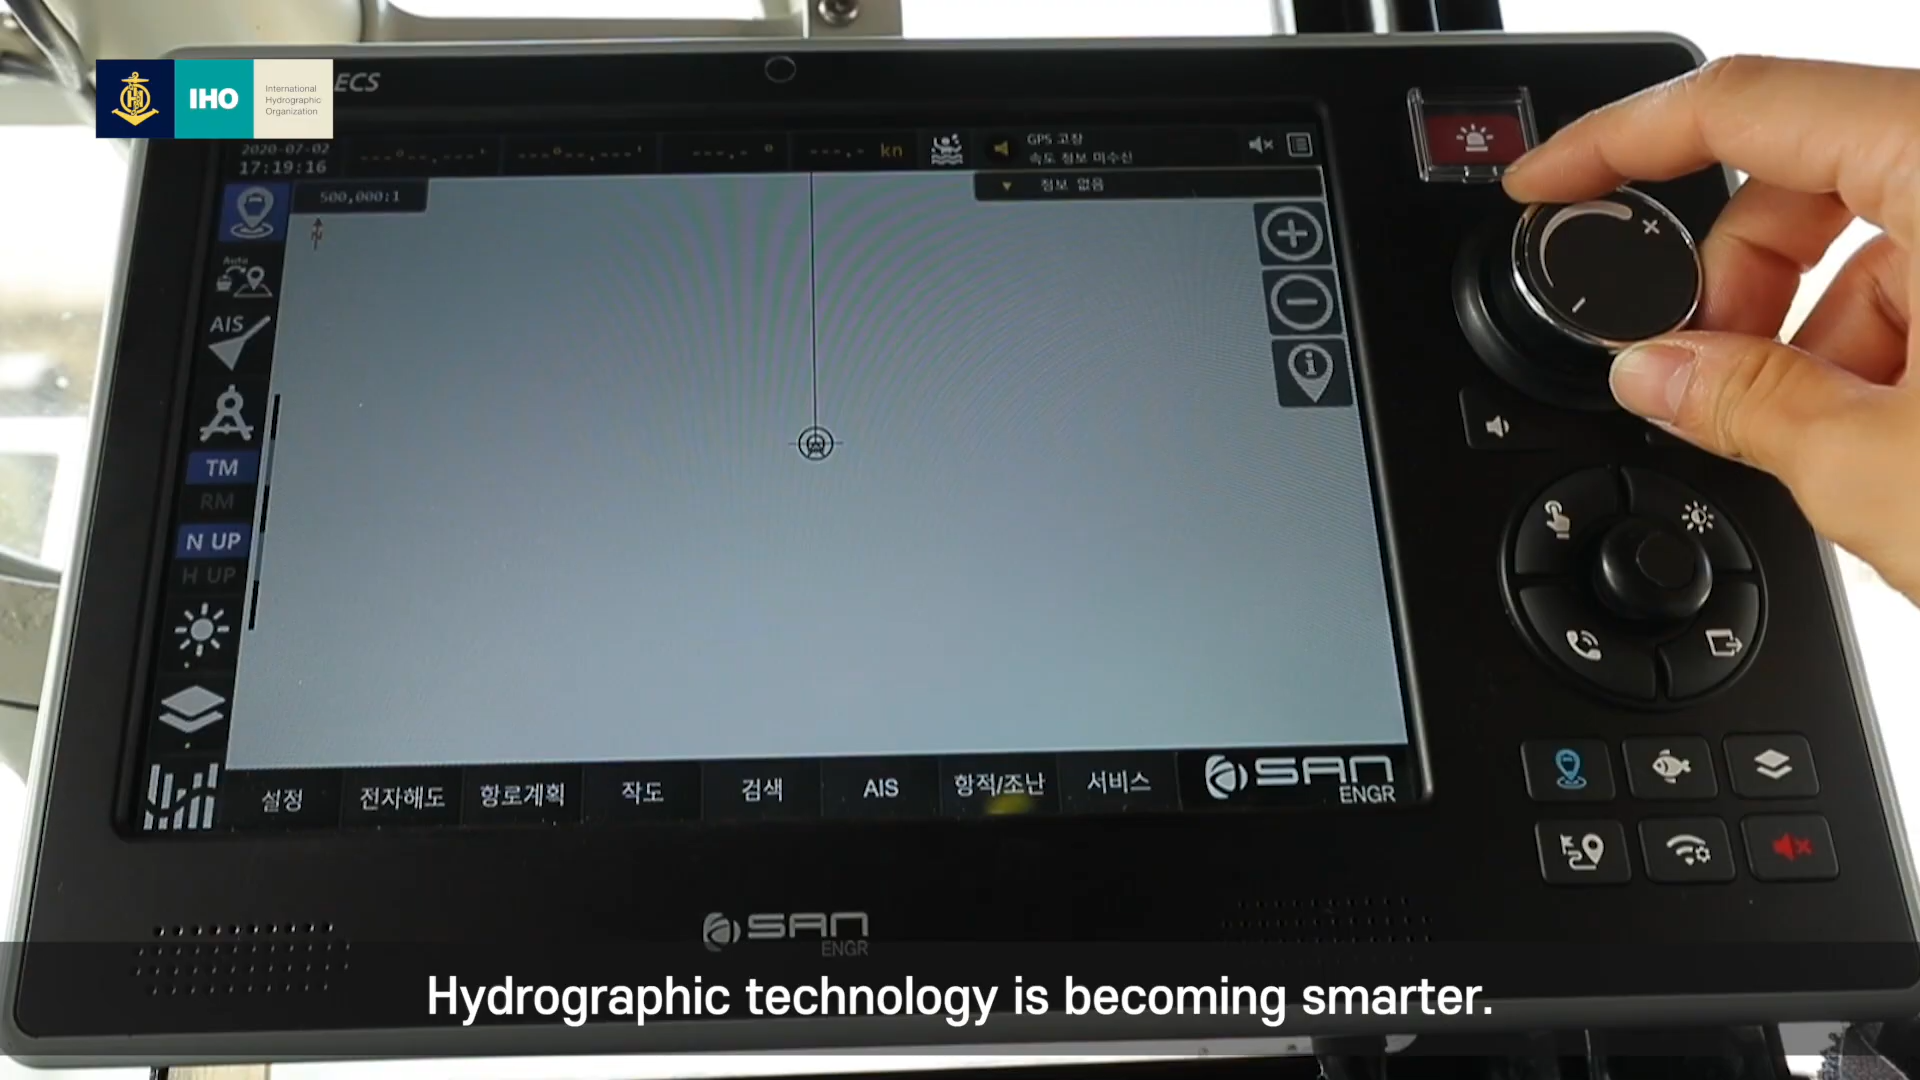 IHO
International
Hydrographic
Organization
ECS
2020-07-02
17:19:16
kn
GPS 고장
속도 정보 미수신
정보 없음
500,000:1
N
Auto
AIS
TM
RM
N UP
H UP
설정
전자해도
항로계획
작도
검색
AIS
항적/조난
서비스
SAN
ENGR
SAN
ENGR
Hydrographic technology is becoming smarter.